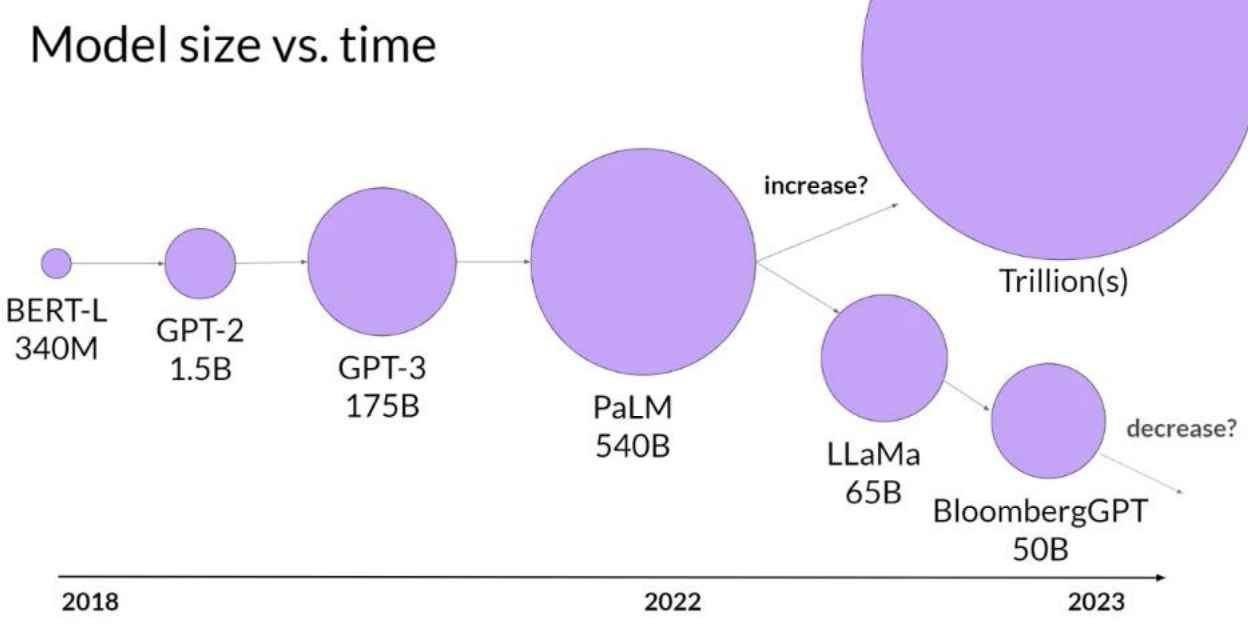 Model size vs. time
BERT-L
340M
GPT-2
1.5B
GPT-3
175B
PaLM
540B
increase?
Trillion(s)
LLaMa
65B
BloombergGPT
50B
decrease?
2018
2022
2023